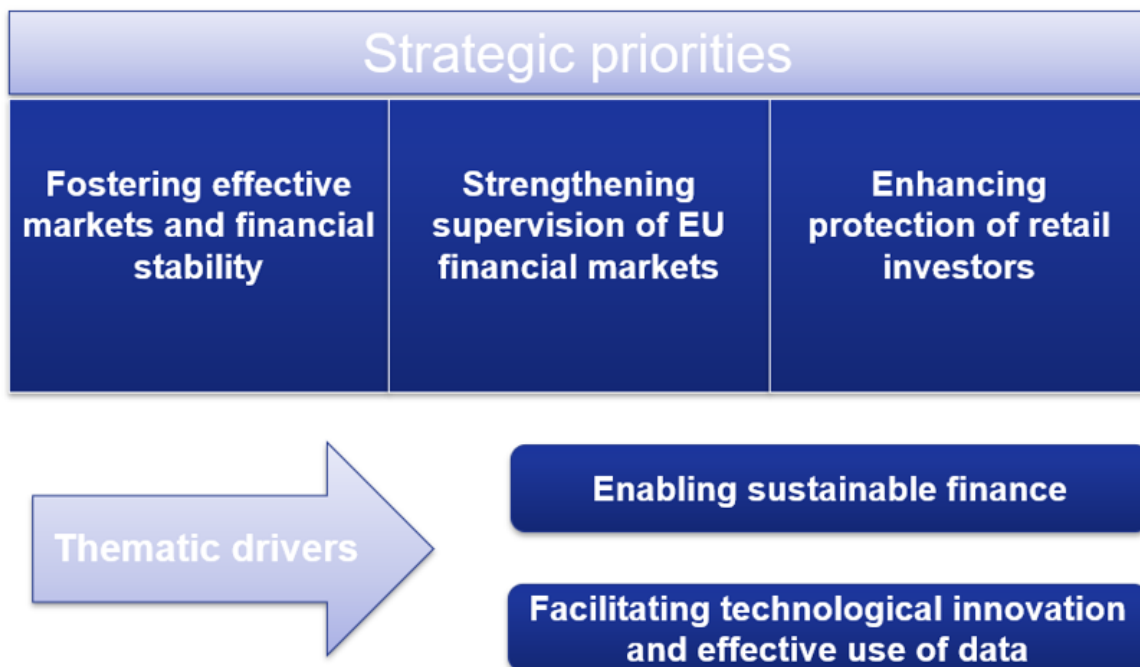 Strategic priorities
Fostering effective
markets and financial
stability
Strengthening
supervision of EU
financial markets
Enhancing
protection of retail
investors
Thematic drivers
Enabling sustainable finance
Facilitating technological innovation
and effective use of data